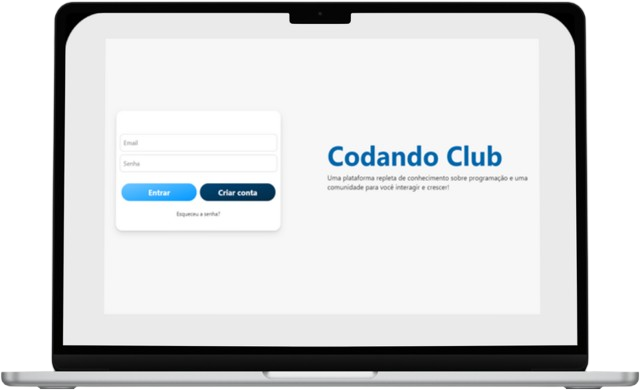 Email
Senha
Entrar
Criar conta
Esqueceu a senha?
Codando Club
Uma plataforma repleta de conhecimento sobre programação e uma
comunidade para você interagir e crescer!